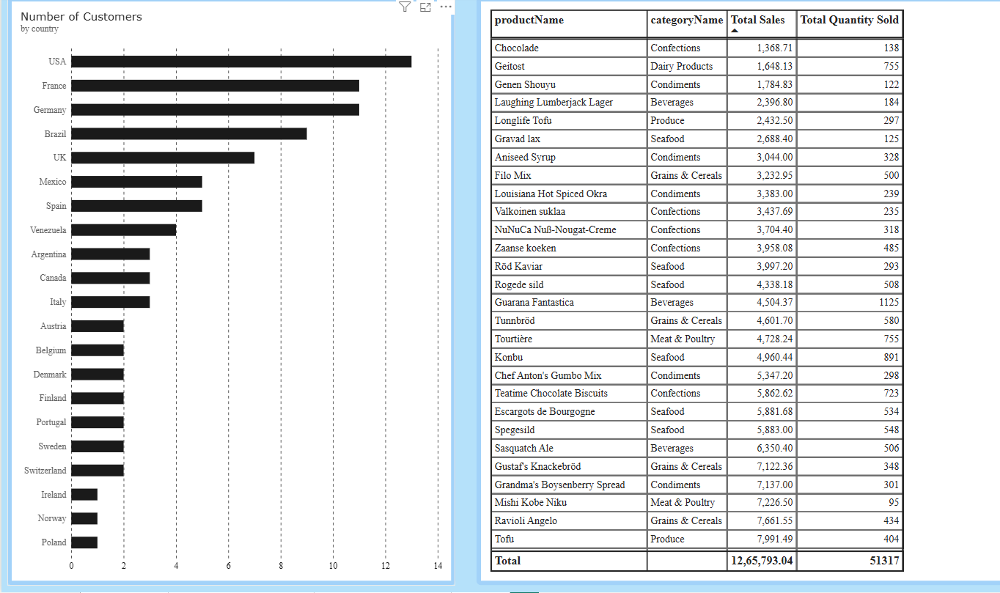 Number of Customers
by country
USA
France
Germany
Brazil
UK
Mexico
Spain
Venezuela
Argentina
Canada
Italy
Austria
Belgium
Denmark
Finland
Portugal
Sweden
Switzerland
Ireland
Norway
Poland
0 2 4 6 8 10 12 14
productName categoryName Total Sales Total Quantity Sold
Chocolade Confections 1,368.71 138
Geitost Dairy Products 1,648.13 755
Genen Shouyu Condiments 1,784.83 122
Laughing Lumberjack Lager Beverages 2,396.80 184
Longlife Tofu Produce 2,432.50 297
Gravad lax Seafood 2,688.40 125
Aniseed Syrup Condiments 3,044.00 328
Filo Mix Grains & Cereals 3,232.95 500
Louisiana Hot Spiced Okra Condiments 3,383.00 239
Valkoinen suklaa Confections 3,437.69 235
NuNuCa Nuß-Nougat-Creme Confections 3,704.40 318
Zaanse koeken Confections 3,958.08 485
Röd Kaviar Seafood 3,997.20 293
Rogede sild Seafood 4,338.18 508
Guarana Fantastica Beverages 4,504.37 1125
Tunnbröd Grains & Cereals 4,601.70 580
Tourtière Meat & Poultry 4,728.24 755
Konbu Seafood 4,960.44 891
Chef Anton's Gumbo Mix Condiments 5,347.20 298
Teatime Chocolate Biscuits Confections 5,862.62 723
Escargots de Bourgogne Seafood 5,881.68 534
Spegesild Seafood 5,883.00 548
Sasquatch Ale Beverages 6,350.40 506
Gustaf's Knackebröd Grains & Cereals 7,122.36 348
Grandma's Boysenberry Spread Condiments 7,137.00 301
Mishi Kobe Niku Meat & Poultry 7,226.50 95
Ravioli Angelo Grains & Cereals 7,661.55 434
Tofu Produce 7,991.49 404
Total 12,65,793.04 51317